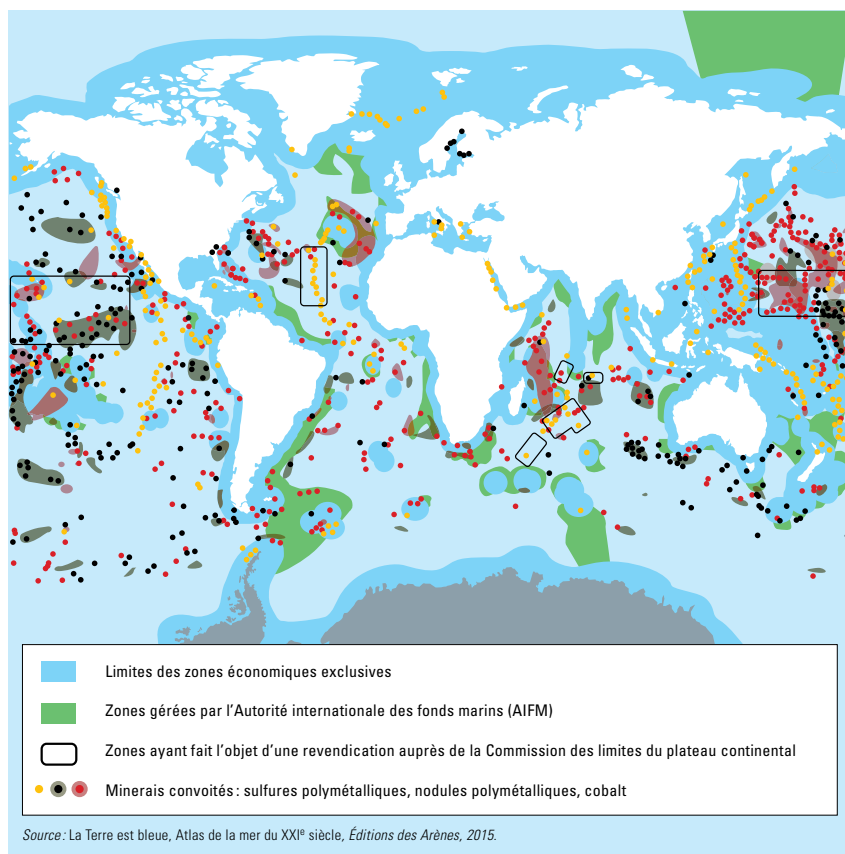 Limites des zones économiques exclusives
Zones gérées par l'Autorité internationale des fonds marins (AIFM)
Zones ayant fait l'objet d'une revendication auprès de la Commission des limites du plateau continental
Minerais convoités : sulfures polymétalliques, nodules polymétalliques, cobalt
Source : La Terre est bleue, Atlas de la mer du XXIe siècle, Éditions des Arènes, 2015.